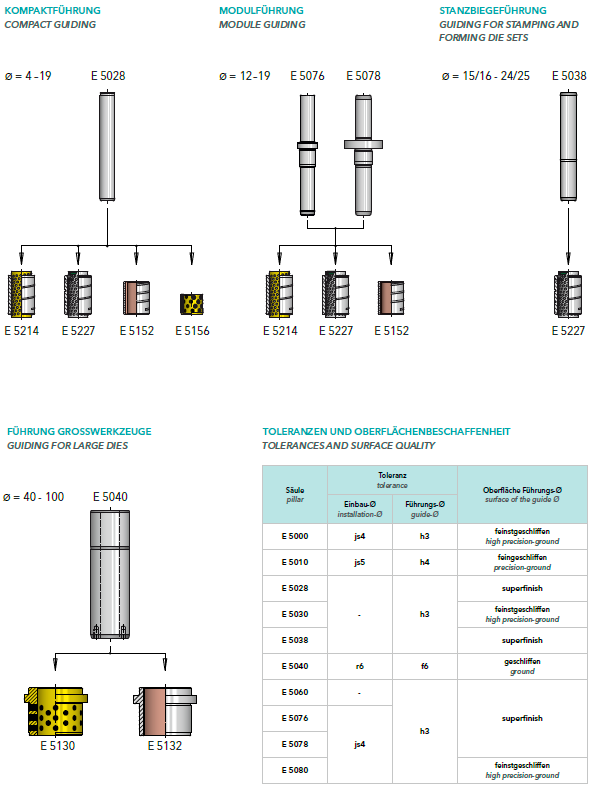 KOMPAKTFÜHRUNG
COMPACT GUIDING
ø = 4 -19 E 5028
E 5214 E 5227 E 5152 E 5156
MODULFÜHRUNG
MODULE GUIDING
ø = 12-19 E 5076 E 5078
E 5214 E 5227 E 5152
STANZBIEGEFÜHRUNG
GUIDING FOR STAMPING AND
FORMING DIE SETS
ø = 15/16 - 24/25 E 5038
E 5227
FÜHRUNG GROSSWERKZEUGE
GUIDING FOR LARGE DIES
ø = 40 - 100 E 5040
E 5130 E 5132
TOLERANZEN UND OBERFLÄCHENBESCHAFFENHEIT
TOLERANCES AND SURFACE QUALITY
Säule
pillar
Toleranz
tolerance
Einbau-Ø
installation-Ø
Führungs-Ø
guide-Ø
Oberfläche Führungs-Ø
surface of the guide Ø
E 5000 js4 h3 feinstgeschliffen
high precision-ground
E 5010 js5 h4 feingeschliffen
precision-ground
E 5028 superfinish
E 5030 - h3 feinstgeschliffen
high precision-ground
E 5038 superfinish
E 5040 r6 f6 geschliffen
ground
E 5060 -
E 5076 superfinish
h3
E 5078 js4
E 5080 feinstgeschliffen
high precision-ground